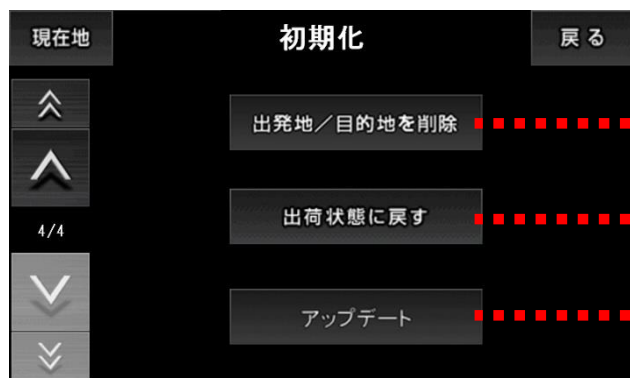 現在地
初期化
戻る
出発地／目的地を削除
出荷状態に戻す
4/4
アップデート